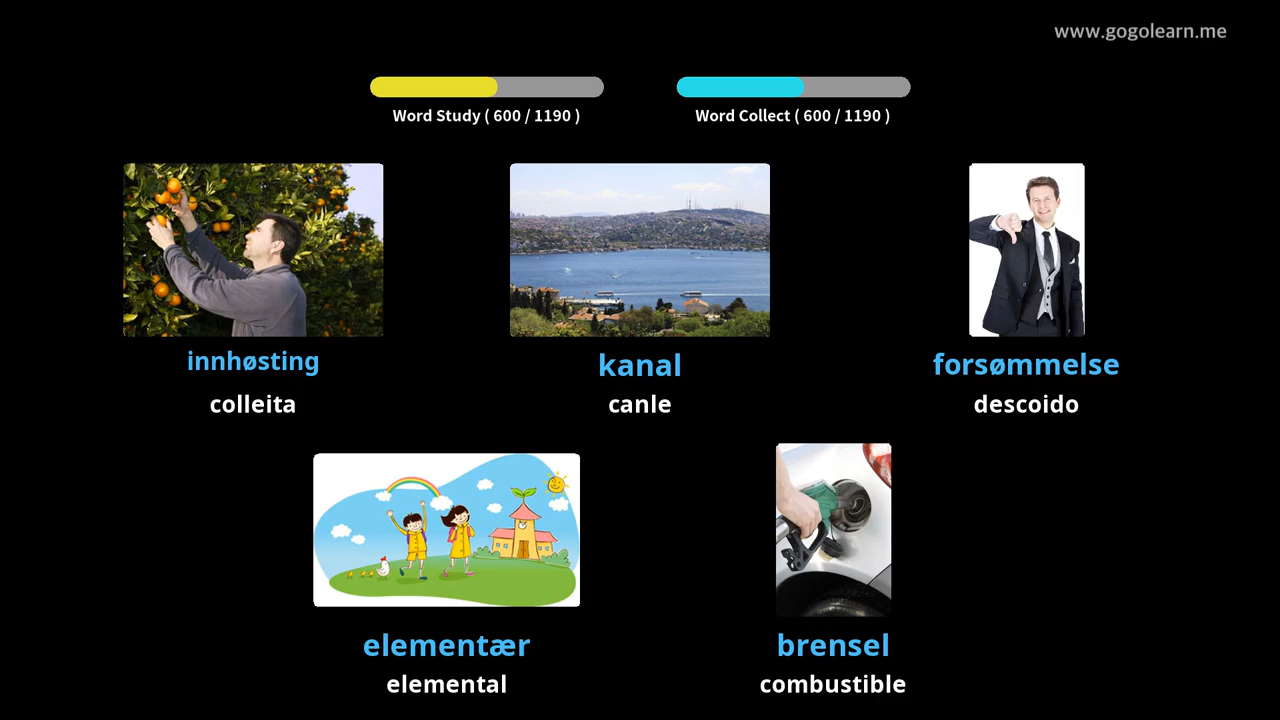 www.gogolearn.me
Word Study ( 600 / 1190 )
Word Collect ( 600 / 1190 )
innhøsting
kanal
forsømmelse
colleita
canle
descoido
elementær
brensel
elemental
combustible